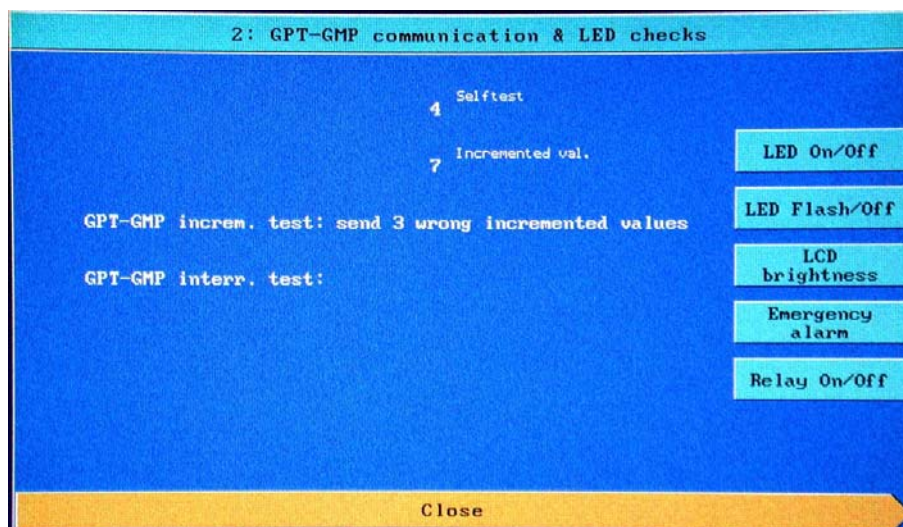 2: GPT-GMP communication & LED checks
4 Selftest
7 Incremented val.
GPT-GMP increm. test: send 3 wrong incremented values
GPT-GMP interr. test:
LED On/Off
LED Flash/Off
LCD
brightness
Emergency
alarm
Relay On/Off
Close